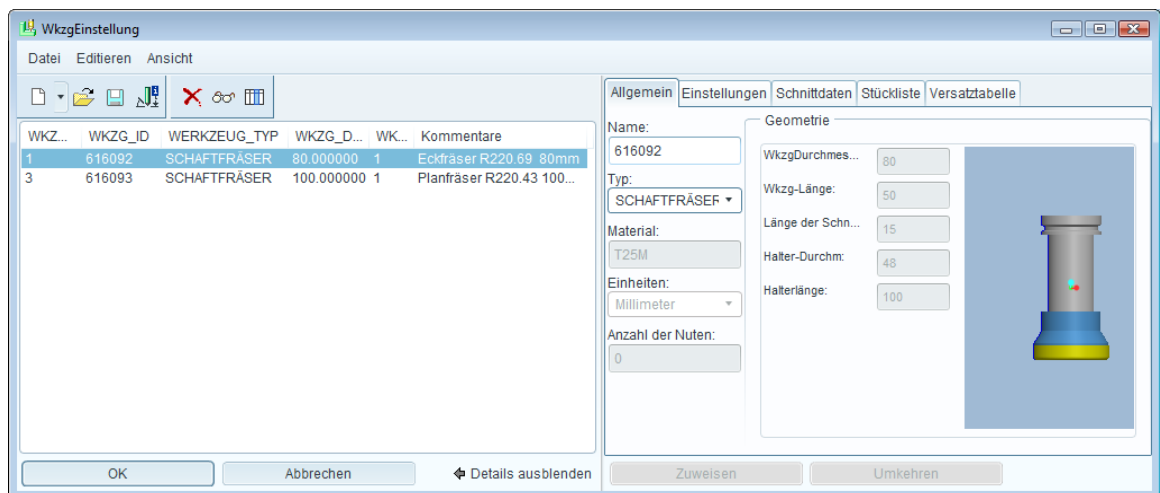 WkzgEinstellung
Datei Editieren Ansicht
WKZ... WKZG_ID WERKZEUG_TYP WKZG_D... WK... Kommentare
1 616092 SCHAFTFRÄSER 80.000000 1 Eckfräser R220.69 80mm
3 616093 SCHAFTFRÄSER 100.000000 1 Planfräser R220.43 100...
OK Abbrechen Details ausblenden
Allgemein Einstellungen Schnittdaten Stückliste Versatztabelle
Name:
616092
Typ:
SCHAFTFRÄSER
Material:
T25M
Einheiten:
Millimeter
Anzahl der Nuten:
0
Geometrie
WkzgDurchmes... 80
Wkzg-Länge: 50
Länge der Schn... 15
Halter-Durchm: 48
Halterlänge: 100
Zuweisen Umkehren